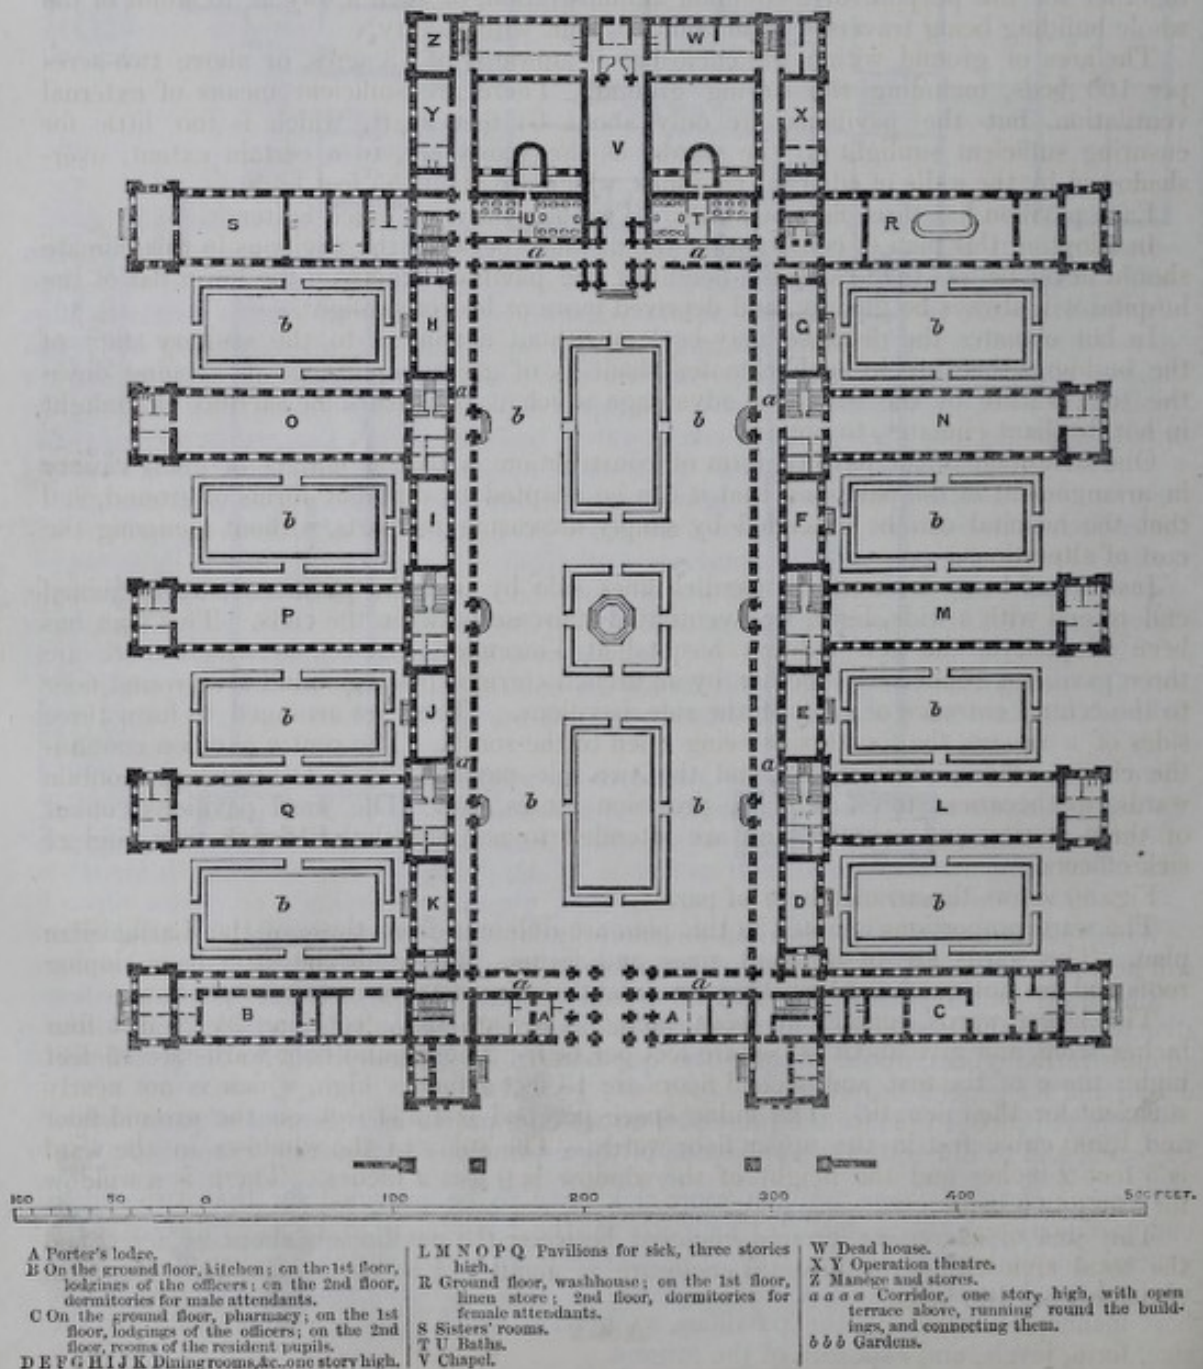 Z
W
Y
X
V
S
U
T
R
a
a
b
H
G
b
a
b
b
a
O
N
b
I
F
b
P
M
b
J
E
b
a
a
b
b
Q
L
b
K
D
b
a
a
B
A
A
C
100 50 0 100 200 300 400 500 FEET.
A Porter's lodge.
B On the ground floor, kitchen; on the 1st floor,
lodgings of the officers; on the 2nd floor,
dormitories for male attendants.
C On the ground floor, pharmacy; on the 1st
floor, lodgings of the officers; on the 2nd
floor, rooms of the resident pupils.
D E F G H I J K Dining rooms, &c. one story high.
L M N O P Q Pavilions for sick, three stories
high.
R Ground floor, washhouse; on the 1st floor,
linen store; 2nd floor, dormitories for
female attendants.
S Sisters' rooms.
T U Baths.
V Chapel.
W Dead house.
X Y Operation theatre.
Z Manège and stores.
a a a a Corridor, one story high, with open
terrace above, running round the build-
ings, and connecting them.
b b b Gardens.